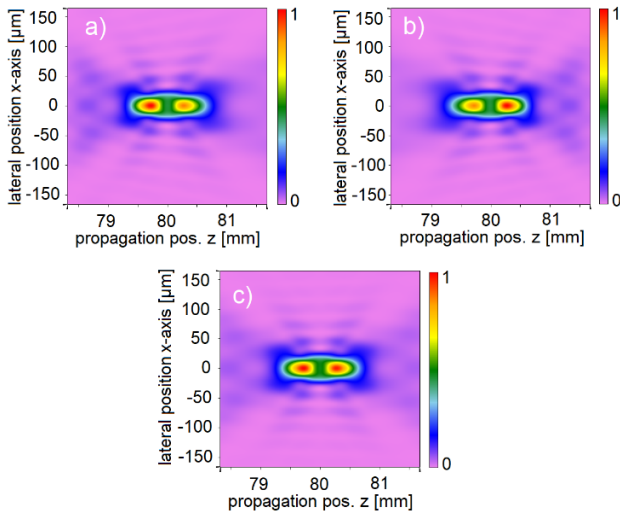 a)
lateral position x-axis [µm]
150
100
50
0
-50
-100
-150
79 80 81
propagation pos. z [mm]
1
0
b)
lateral position x-axis [µm]
150
100
50
0
-50
-100
-150
79 80 81
propagation pos. z [mm]
1
0
c)
lateral position x-axis [µm]
150
100
50
0
-50
-100
-150
79 80 81
propagation pos. z [mm]
1
0